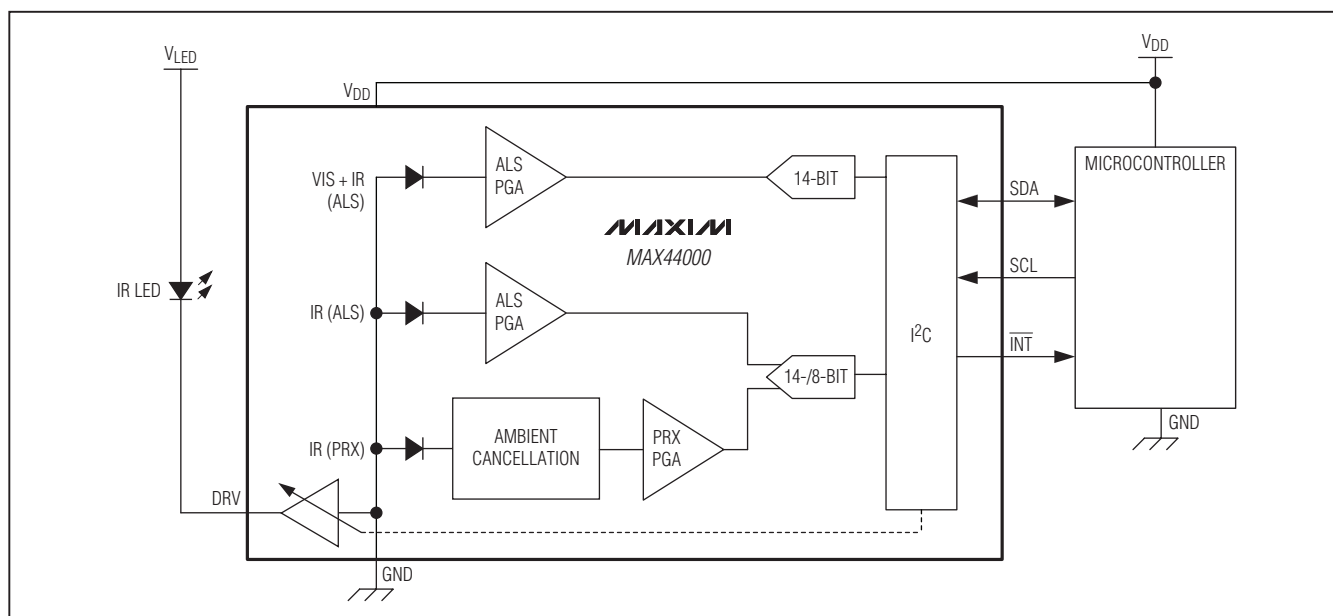 VLED
VDD
VDD
VIS + IR
(ALS)
ALS
PGA
14-BIT
MICROCONTROLLER
SDA
MAXIM
MAX44000
SCL
IR LED
IR (ALS)
ALS
PGA
I²C
INT
14-/8-BIT
IR (PRX)
AMBIENT
CANCELLATION
PRX
PGA
GND
DRV
GND